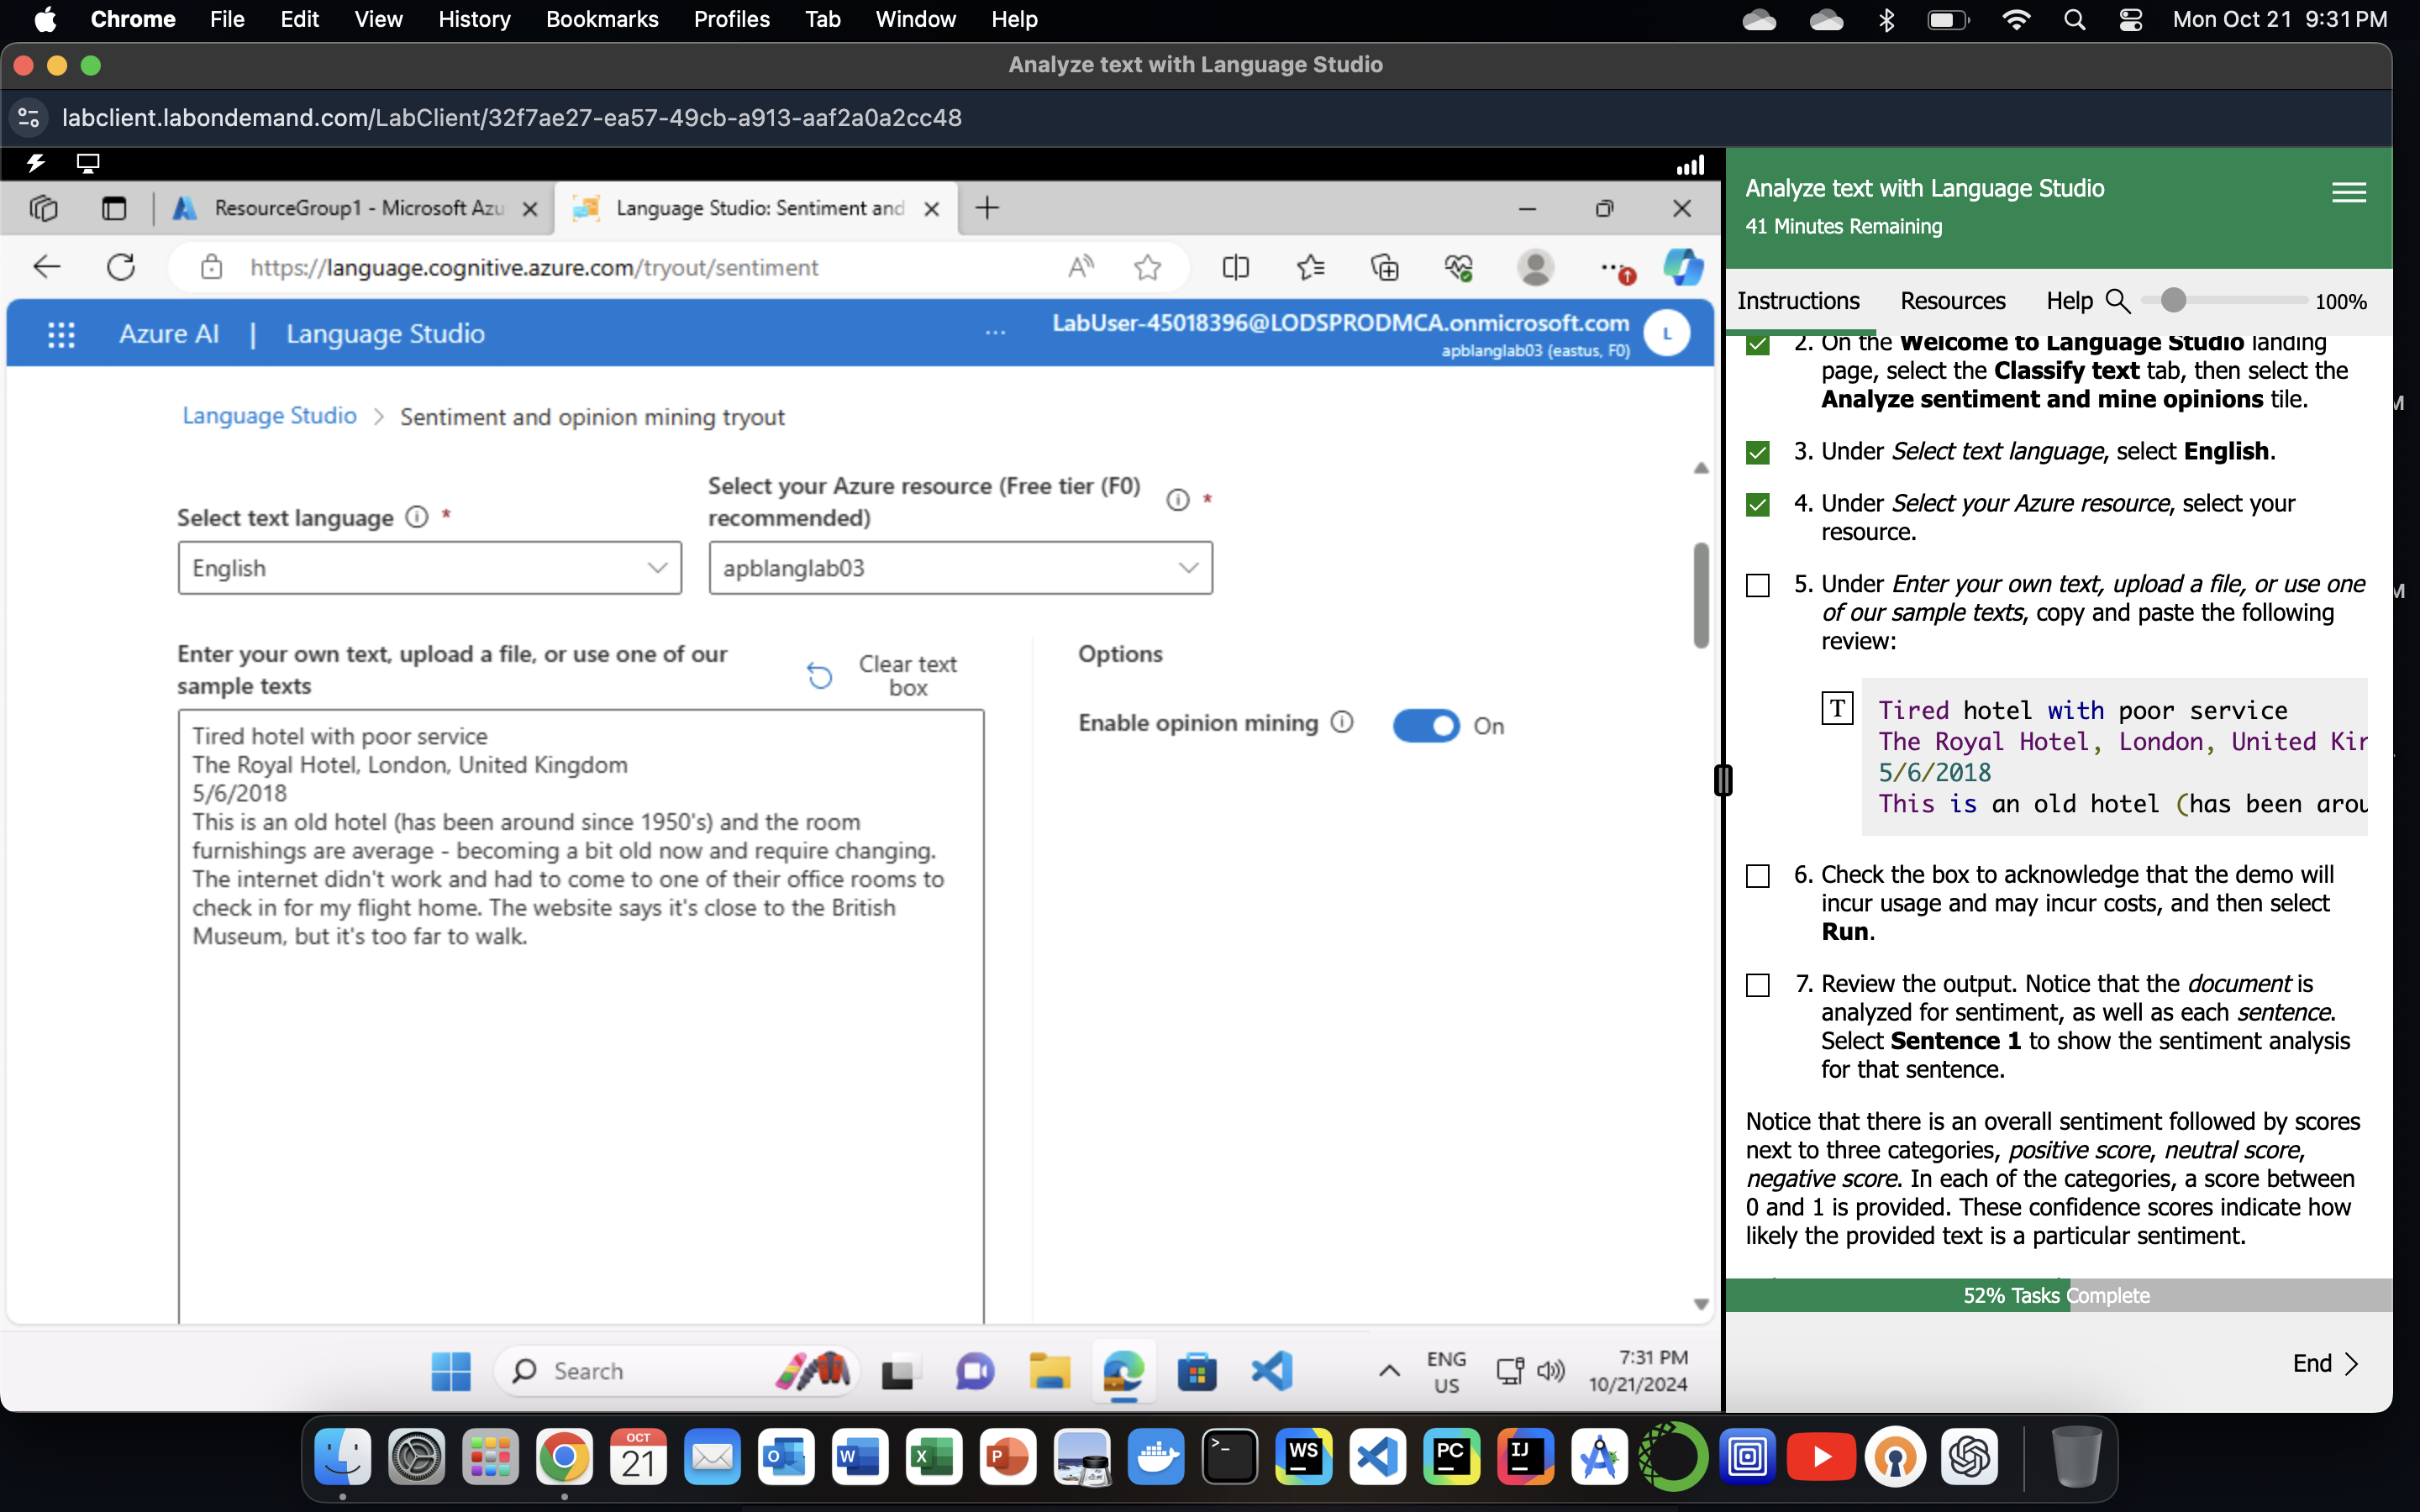 Chrome File Edit View History Bookmarks Profiles Tab Window Help Mon Oct 21 9:31 PM
Analyze text with Language Studio
labclient.labondemand.com/LabClient/32f7ae27-ea57-49cb-a913-aaf2a0a2cc48
ResourceGroup1 - Microsoft Azu
Language Studio: Sentiment and
https://language.cognitive.azure.com/tryout/sentiment
Azure AI | Language Studio
...
LabUser-45018396@LODSPRODMCA.onmicrosoft.com
apblanglab03 (eastus, F0)
L
Language Studio > Sentiment and opinion mining tryout
Select text language *
English
Select your Azure resource (Free tier (F0)
recommended) *
apblanglab03
Enter your own text, upload a file, or use one of our
sample texts
Clear text
box
Tired hotel with poor service
The Royal Hotel, London, United Kingdom
5/6/2018
This is an old hotel (has been around since 1950's) and the room
furnishings are average - becoming a bit old now and require changing.
The internet didn't work and had to come to one of their office rooms to
check in for my flight home. The website says it's close to the British
Museum, but it's too far to walk.
Options
Enable opinion mining On
Search
ENG
US
7:31 PM
10/21/2024
Analyze text with Language Studio
41 Minutes Remaining
Instructions Resources Help 100%
2. On the Welcome to Language Studio landing
page, select the Classify text tab, then select the
Analyze sentiment and mine opinions tile.
3. Under Select text language, select English.
4. Under Select your Azure resource, select your
resource.
5. Under Enter your own text, upload a file, or use one
of our sample texts, copy and paste the following
review:
T
Tired hotel with poor service
The Royal Hotel, London, United Kin
5/6/2018
This is an old hotel (has been arou
6. Check the box to acknowledge that the demo will
incur usage and may incur costs, and then select
Run.
7. Review the output. Notice that the document is
analyzed for sentiment, as well as each sentence.
Select Sentence 1 to show the sentiment analysis
for that sentence.
Notice that there is an overall sentiment followed by scores
next to three categories, positive score, neutral score,
negative score. In each of the categories, a score between
0 and 1 is provided. These confidence scores indicate how
likely the provided text is a particular sentiment.
52% Tasks Complete
End
OCT
21
O
W
X
P
>_
WS
PC
IJ